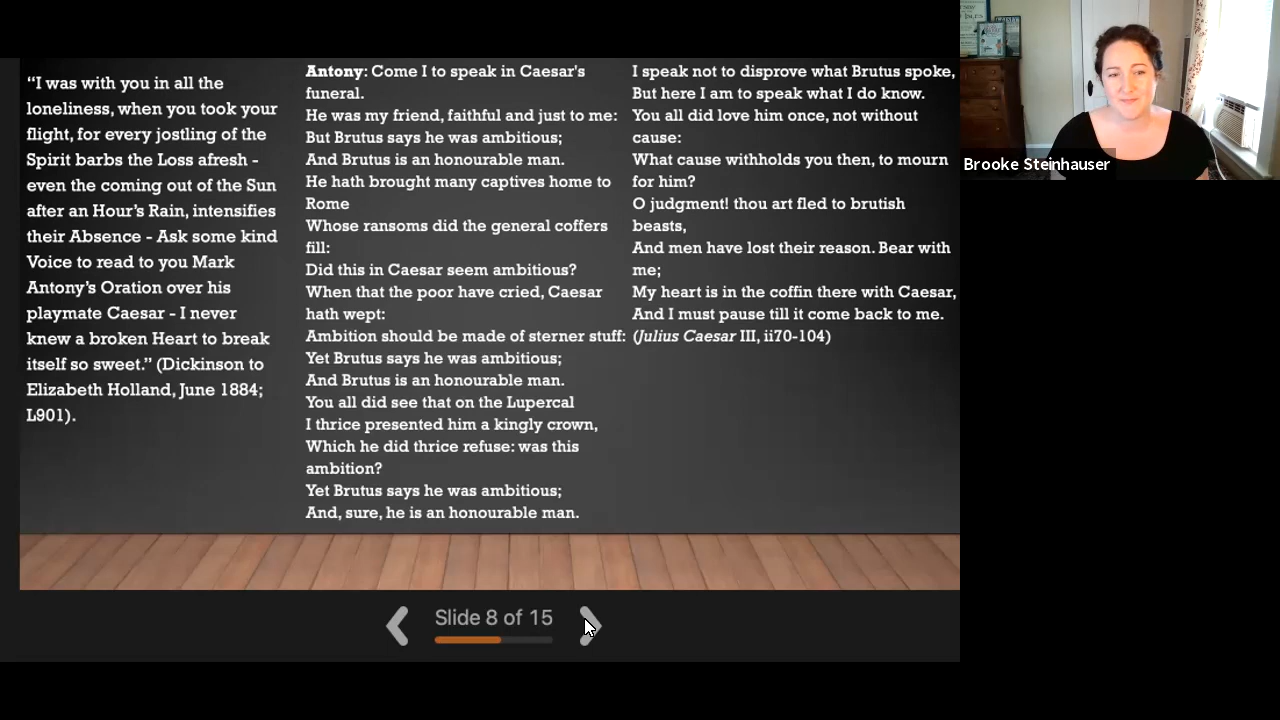 “I was with you in all the
loneliness, when you took your
flight, for every jostling of the
Spirit barbs the Loss afresh -
even the coming out of the Sun
after an Hour’s Rain, intensifies
their Absence - Ask some kind
Voice to read to you Mark
Antony’s Oration over his
playmate Caesar - I never
knew a broken Heart to break
itself so sweet.” (Dickinson to
Elizabeth Holland, June 1884;
L901).
Antony: Come I to speak in Caesar's
funeral.
He was my friend, faithful and just to me:
But Brutus says he was ambitious;
And Brutus is an honourable man.
He hath brought many captives home to
Rome
Whose ransoms did the general coffers
fill:
Did this in Caesar seem ambitious?
When that the poor have cried, Caesar
hath wept:
Ambition should be made of sterner stuff:
Yet Brutus says he was ambitious;
And Brutus is an honourable man.
You all did see that on the Lupercal
I thrice presented him a kingly crown,
Which he did thrice refuse: was this
ambition?
Yet Brutus says he was ambitious;
And, sure, he is an honourable man.
I speak not to disprove what Brutus spoke,
But here I am to speak what I do know.
You all did love him once, not without
cause:
What cause withholds you then, to mourn
for him?
O judgment! thou art fled to brutish
beasts,
And men have lost their reason. Bear with
me;
My heart is in the coffin there with Caesar,
And I must pause till it come back to me.
(Julius Caesar III, ii70-104)
Slide 8 of 15
Brooke Steinhauser